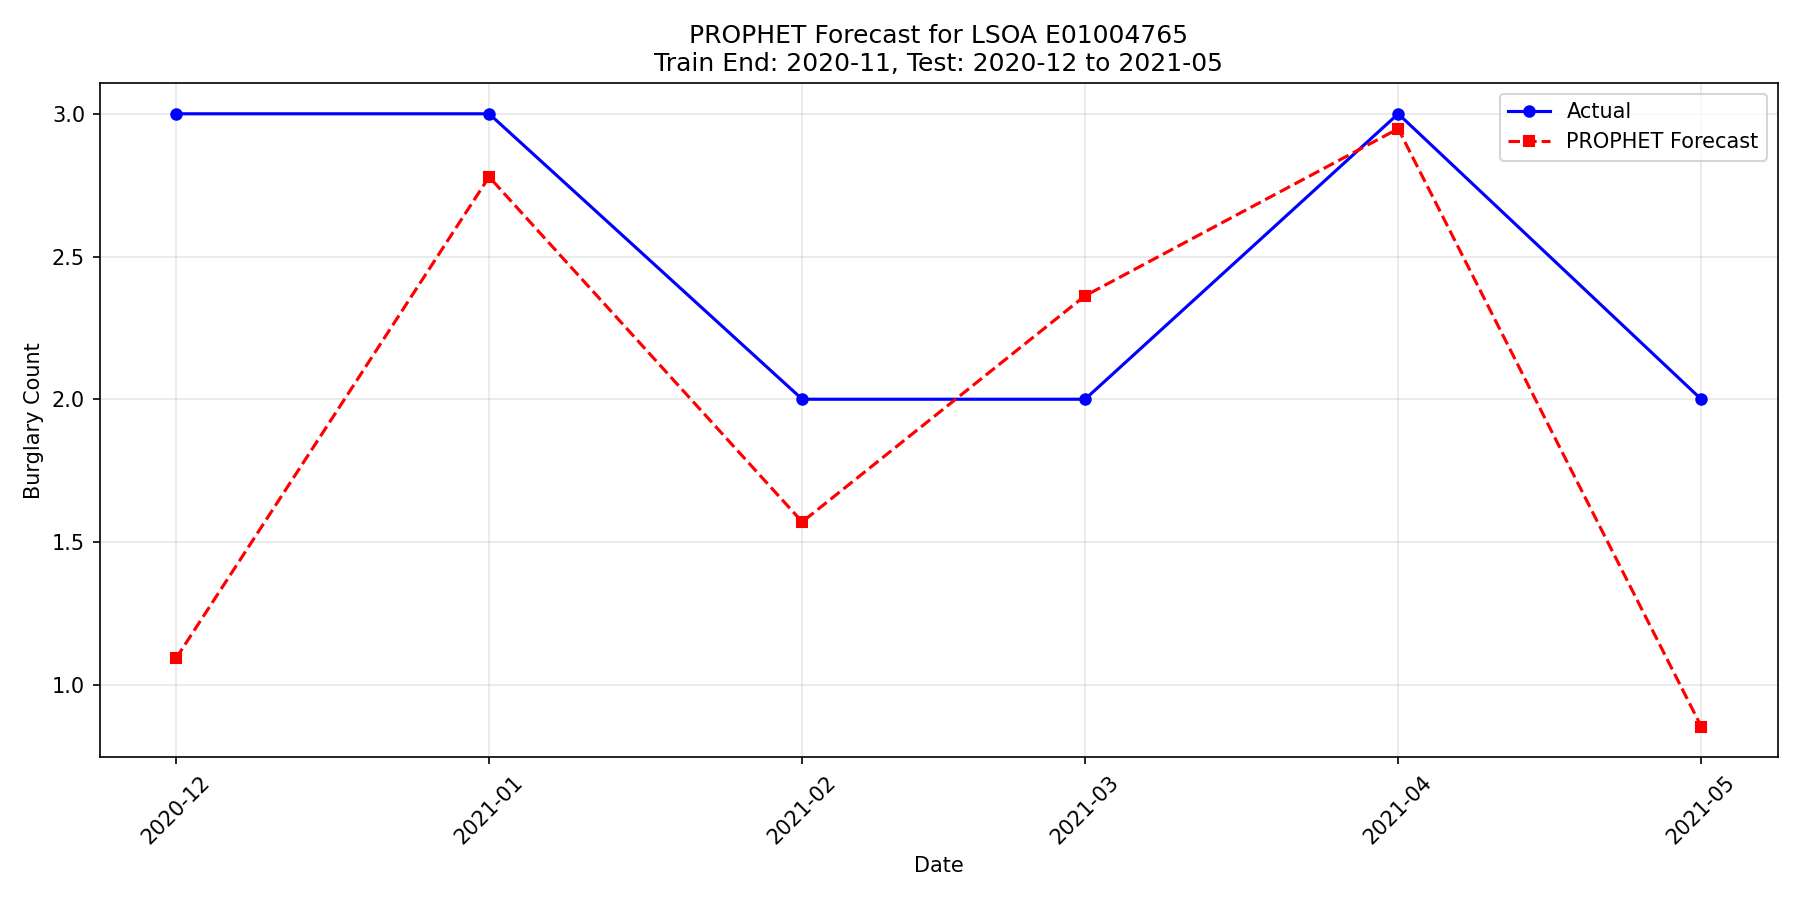 PROPHET Forecast for LSOA E01004765
Train End: 2020-11, Test: 2020-12 to 2021-05
Actual
PROPHET Forecast
Burglary Count
3.0
2.5
2.0
1.5
1.0
2020-12
2021-01
2021-02
2021-03
2021-04
2021-05
Date